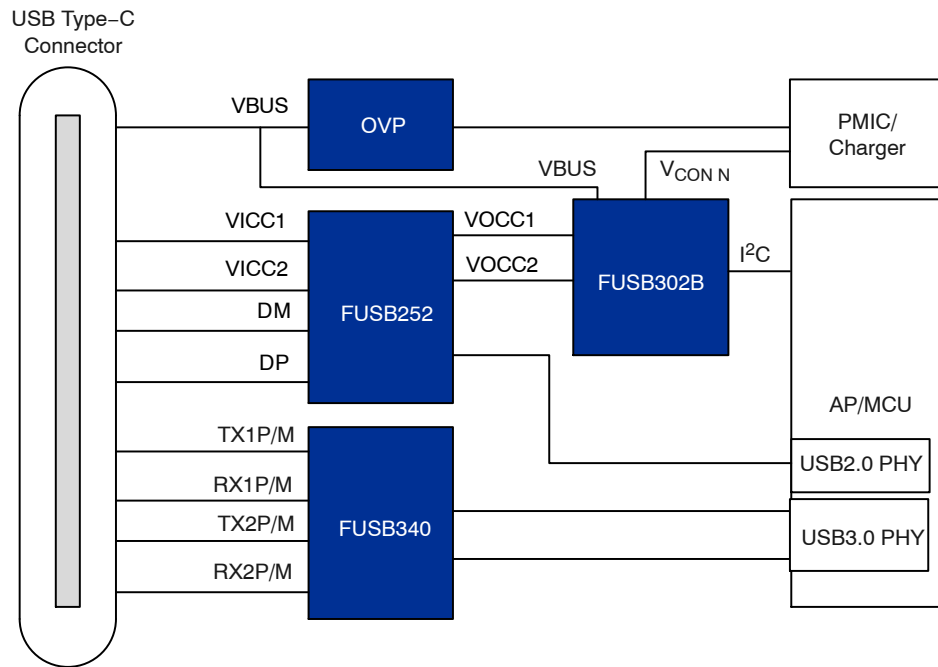 USB Type–C
Connector
VBUS
OVP
PMIC/
Charger
VBUS
VCON N
VICC1
VOCC1
VICC2
VOCC2
I2C
FUSB302B
DM
FUSB252
DP
AP/MCU
TX1P/M
USB2.0 PHY
RX1P/M
TX2P/M
FUSB340
USB3.0 PHY
RX2P/M